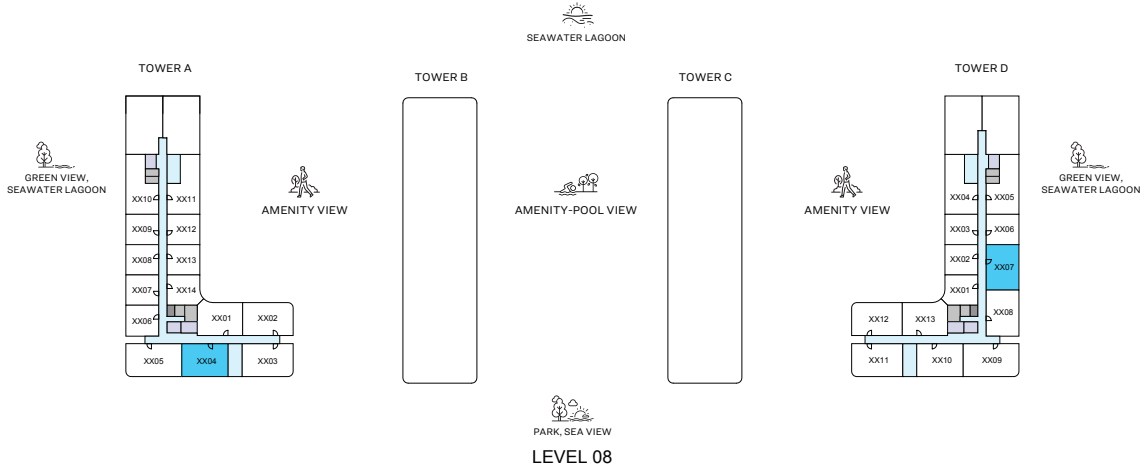 SEAWATER LAGOON
TOWER A
TOWER B
TOWER C
TOWER D
GREEN VIEW,
SEAWATER LAGOON
AMENITY VIEW
AMENITY-POOL VIEW
AMENITY VIEW
GREEN VIEW,
SEAWATER LAGOON
XX10 XX11
XX09 XX12
XX08 XX13
XX07 XX14
XX06 XX01 XX02
XX05 XX04 XX03
XX04 XX05
XX03 XX06
XX02 XX07
XX01
XX12 XX13 XX08
XX11 XX10 XX09
PARK, SEA VIEW
LEVEL 08